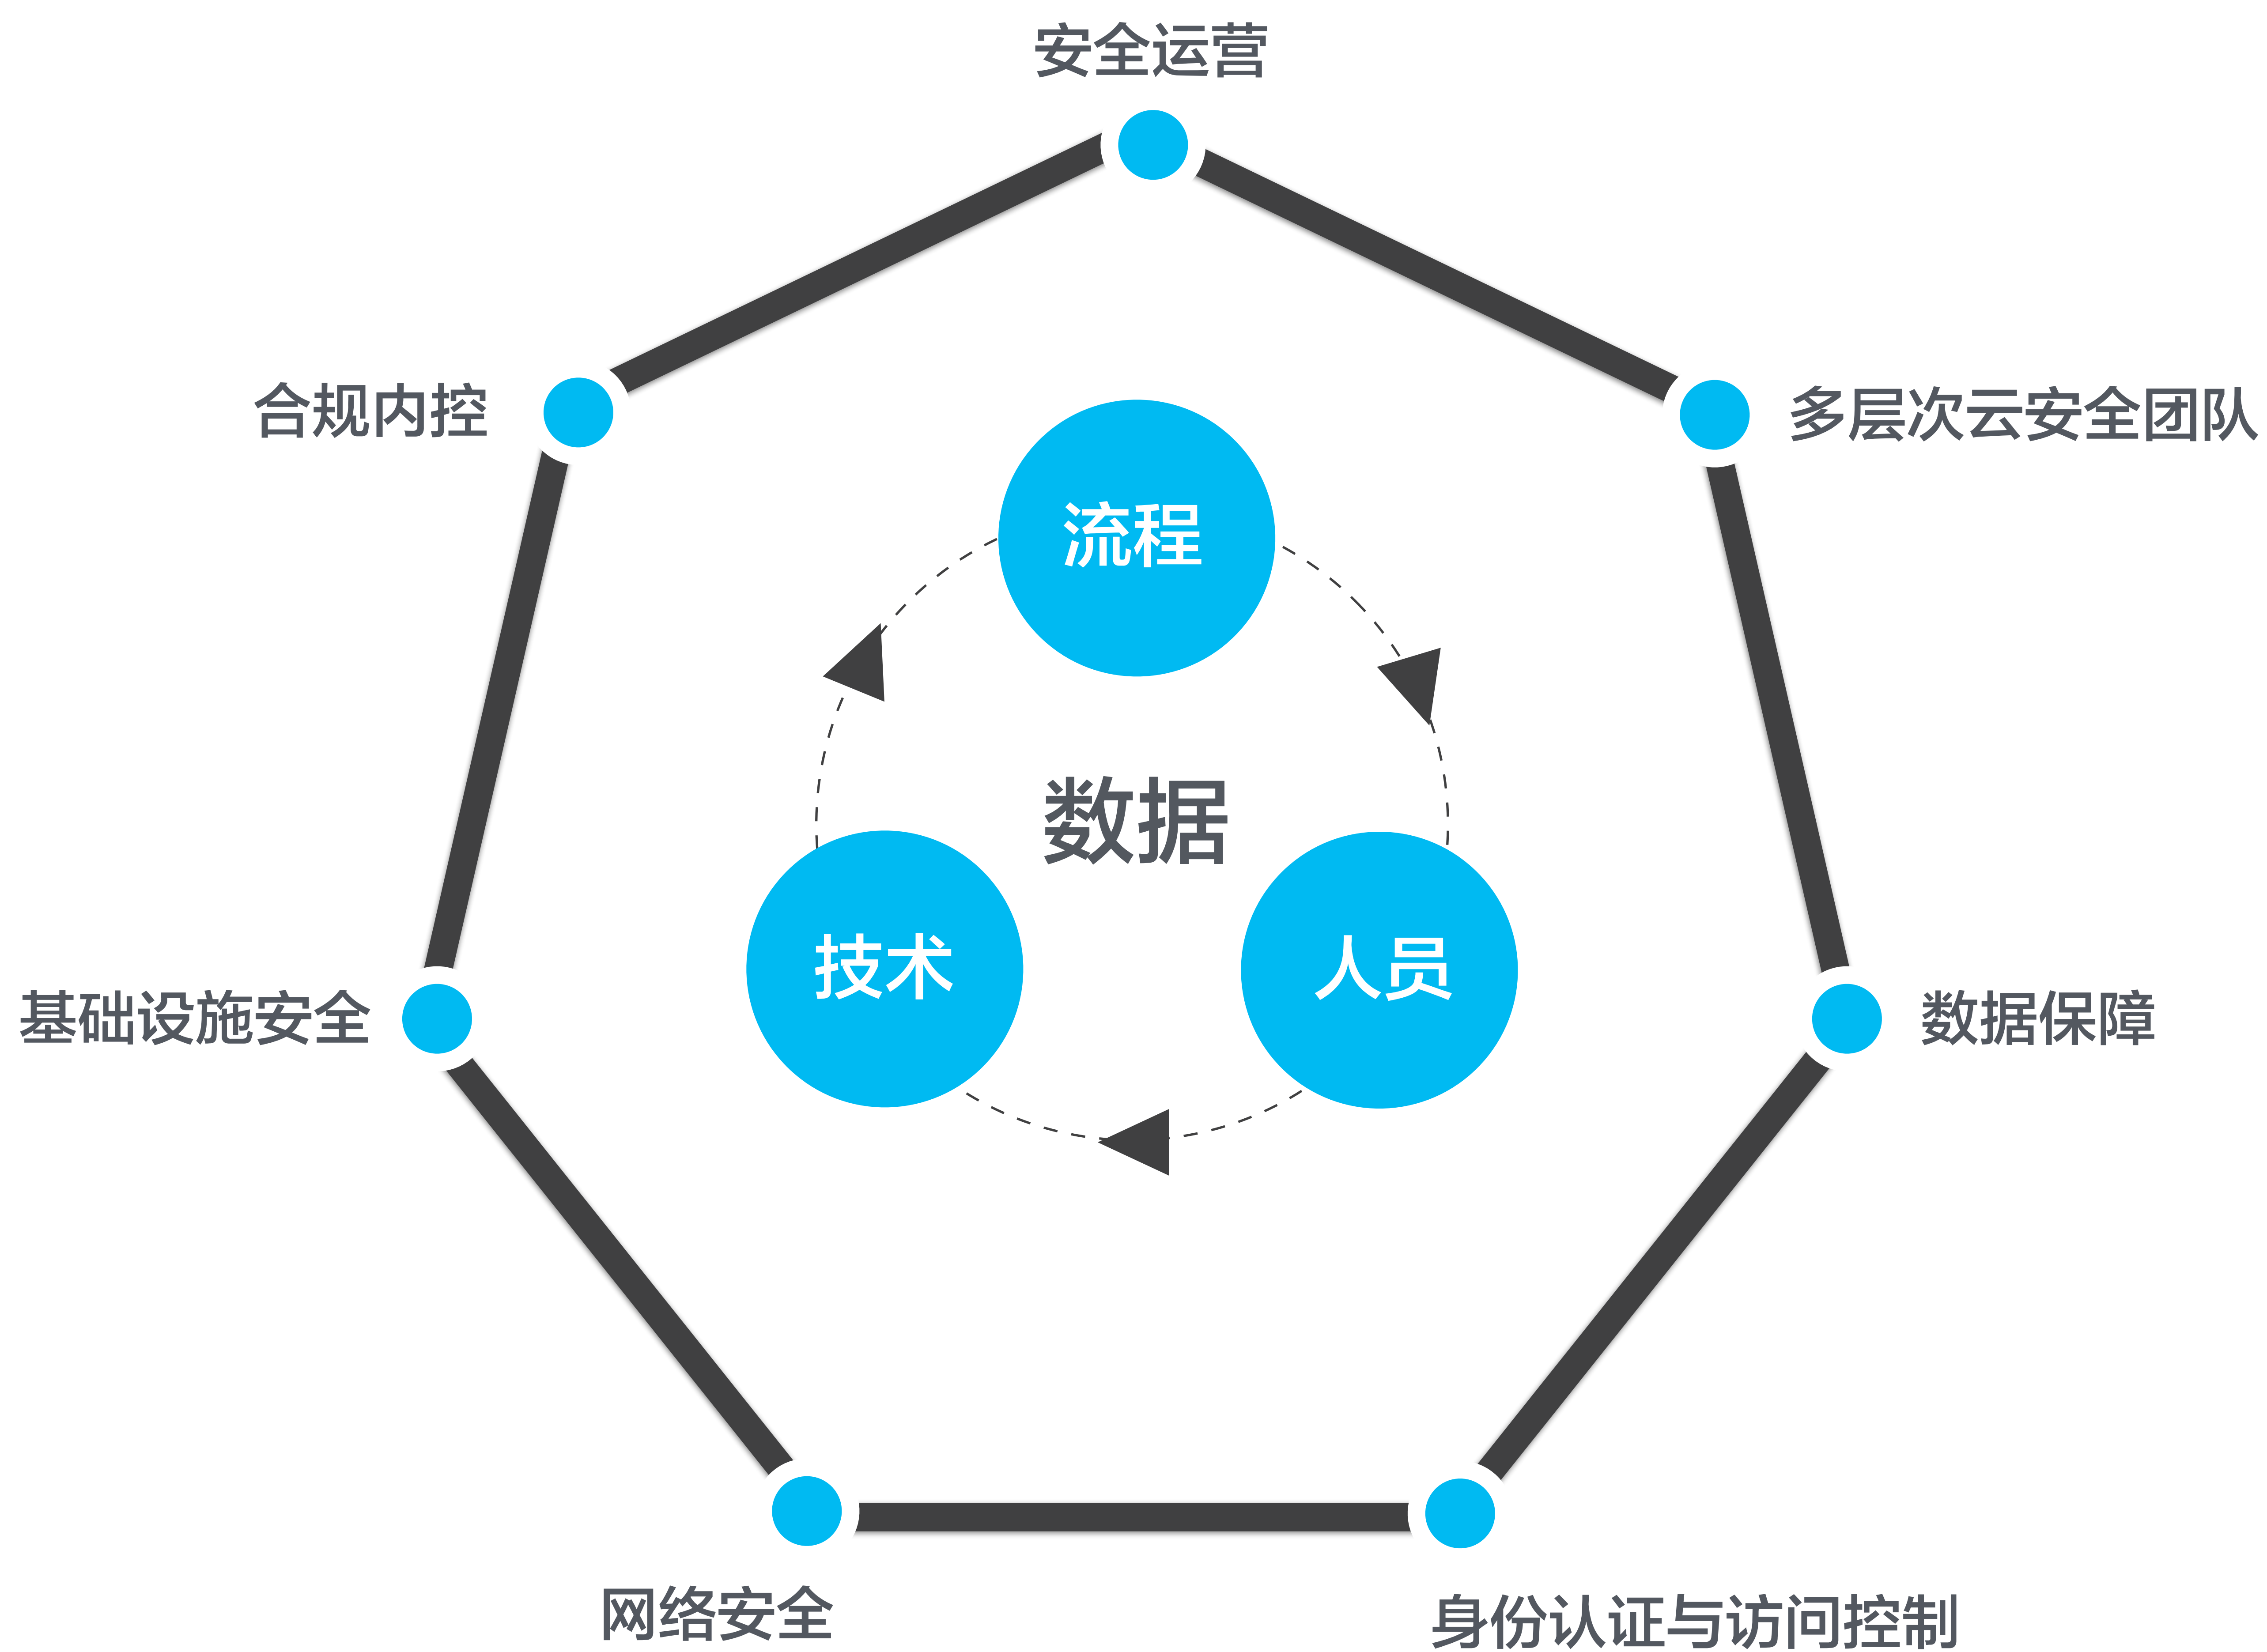 安全运营
合规内控
多层次云安全团队
流程
数据
技术
人员
基础设施安全
数据保障
网络安全
身份认证与访问控制